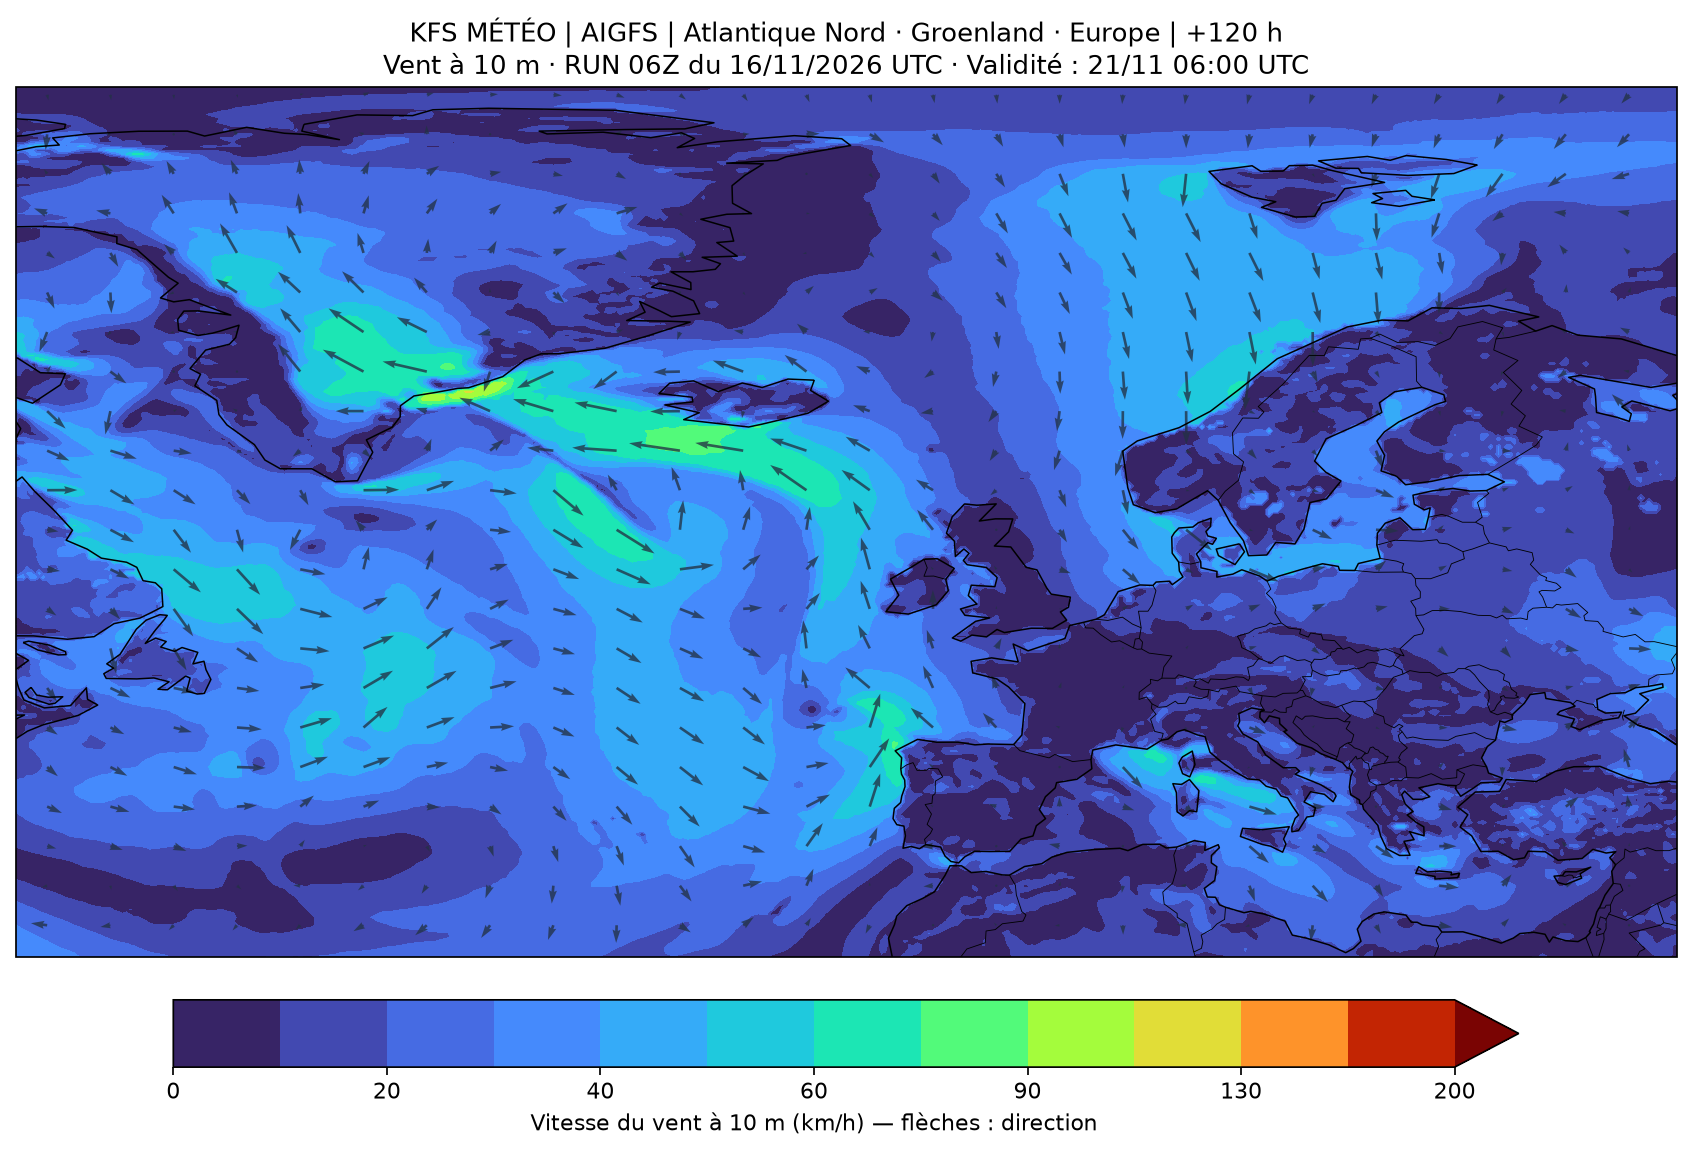 KFS MÉTÉO | AIGFS | Atlantique Nord · Groenland · Europe | +120 h
Vent à 10 m · RUN 06Z du 16/11/2026 UTC · Validité : 21/11 06:00 UTC
0 20 40 60 90 130 200
Vitesse du vent à 10 m (km/h) — flèches : direction